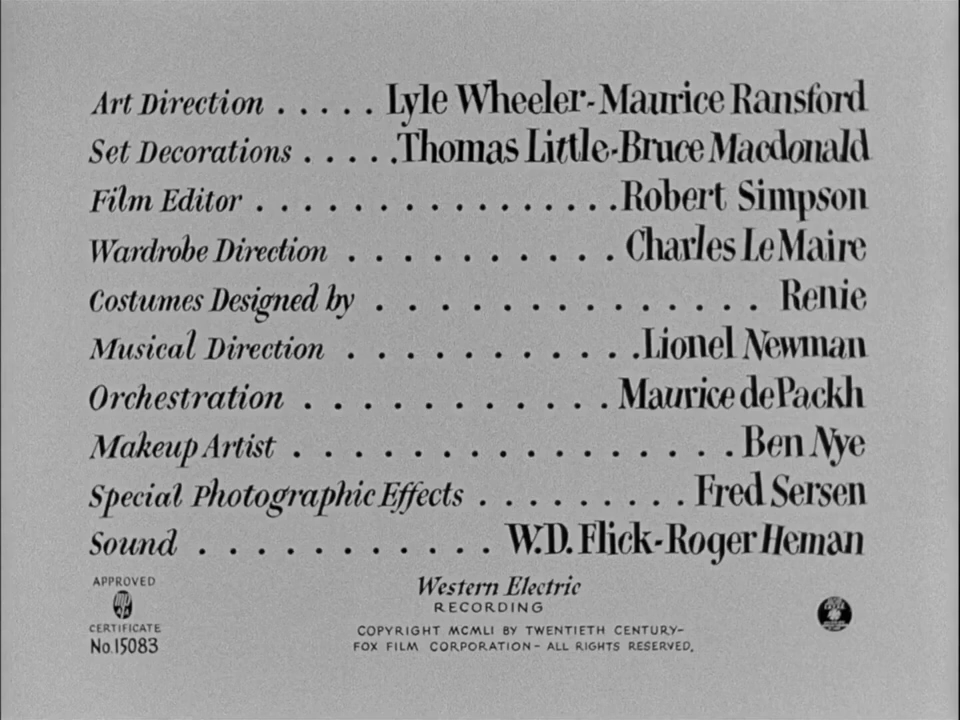 Art Direction . . . . . Lyle Wheeler-Maurice Ransford
Set Decorations . . . . . Thomas Little-Bruce Macdonald
Film Editor . . . . . . . . . . . . . . . . . Robert Simpson
Wardrobe Direction . . . . . . . . . . Charles LeMaire
Costumes Designed by . . . . . . . . . . . . . . Renie
Musical Direction . . . . . . . . . . . Lionel Newman
Orchestration . . . . . . . . . . . Maurice dePackh
Makeup Artist . . . . . . . . . . . . . . . . Ben Nye
Special Photographic Effects . . . . . . . . . Fred Sersen
Sound . . . . . . . . . . . W.D. Flick-Roger Heman
APPROVED
CERTIFICATE
No.15083
Western Electric
RECORDING
COPYRIGHT MCMLI BY TWENTIETH CENTURY-
FOX FILM CORPORATION - ALL RIGHTS RESERVED.